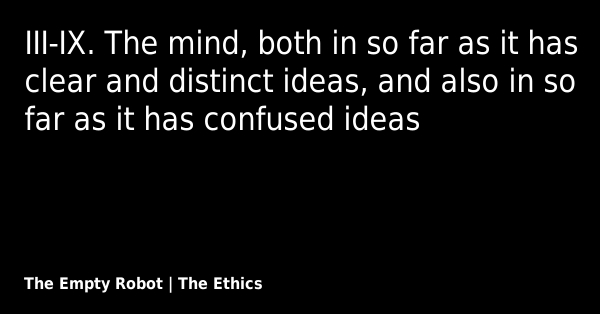 III-IX. The mind, both in so far as it has
clear and distinct ideas, and also in so
far as it has confused ideas
The Empty Robot | The Ethics